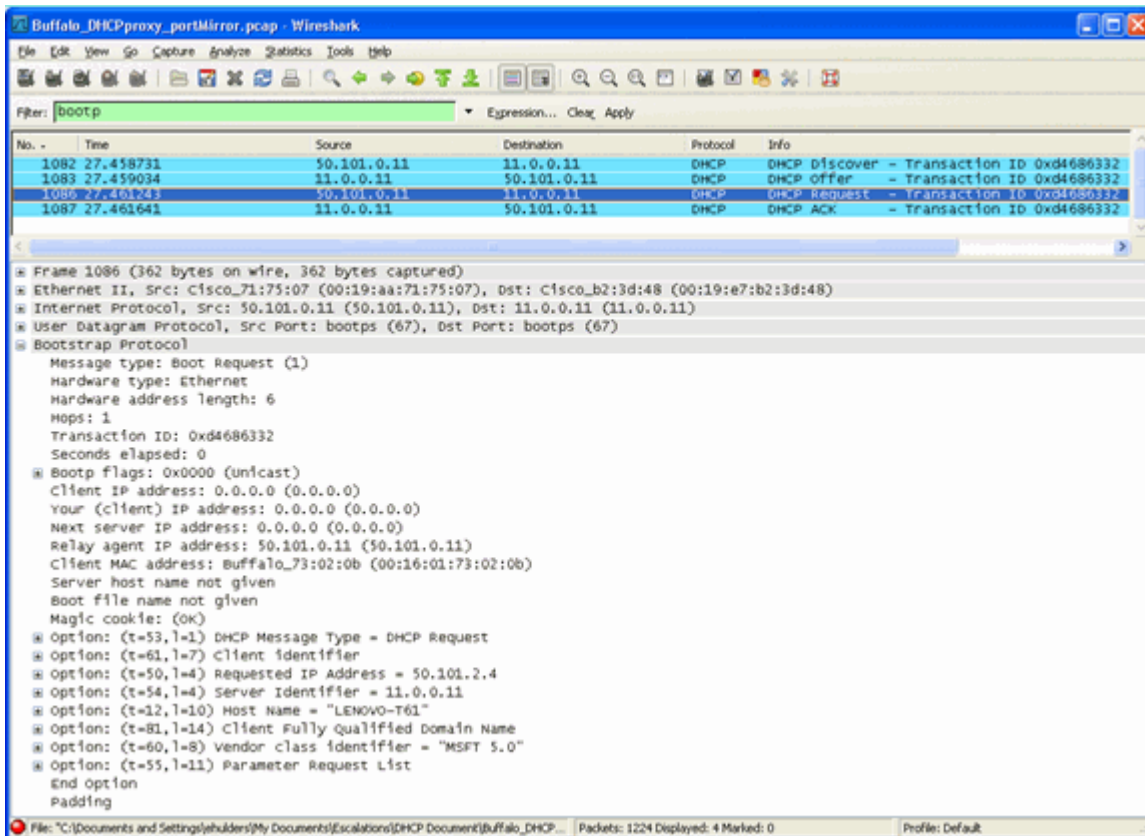 Buffalo_DHCPproxy_portMirror.pcap - Wireshark
File Edit View Go Capture Analyze Statistics Tools Help
Filter: bootp Expression... Clear Apply
No. - Time Source Destination Protocol Info
1082 27.458731 50.101.0.11 11.0.0.11 DHCP DHCP Discover - Transaction ID 0xd4686332
1083 27.459034 11.0.0.11 50.101.0.11 DHCP DHCP Offer - Transaction ID 0xd4686332
1086 27.461243 50.101.0.11 11.0.0.11 DHCP DHCP Request - Transaction ID 0xd4686332
1087 27.461641 11.0.0.11 50.101.0.11 DHCP DHCP ACK - Transaction ID 0xd4686332
Frame 1086 (362 bytes on wire, 362 bytes captured)
Ethernet II, Src: Cisco_71:75:07 (00:19:aa:71:75:07), Dst: Cisco_b2:3d:48 (00:19:e7:b2:3d:48)
Internet Protocol, Src: 50.101.0.11 (50.101.0.11), Dst: 11.0.0.11 (11.0.0.11)
User Datagram Protocol, Src Port: bootps (67), Dst Port: bootps (67)
Bootstrap Protocol
Message type: Boot Request (1)
Hardware type: Ethernet
Hardware address length: 6
Hops: 1
Transaction ID: 0xd4686332
Seconds elapsed: 0
Bootp flags: 0x0000 (Unicast)
Client IP address: 0.0.0.0 (0.0.0.0)
Your (client) IP address: 0.0.0.0 (0.0.0.0)
Next server IP address: 0.0.0.0 (0.0.0.0)
Relay agent IP address: 50.101.0.11 (50.101.0.11)
Client MAC address: Buffalo_73:02:0b (00:16:01:73:02:0b)
Server host name not given
Boot file name not given
Magic cookie: (OK)
Option: (t=53,l=1) DHCP Message Type = DHCP Request
Option: (t=61,l=7) Client identifier
Option: (t=50,l=4) Requested IP Address = 50.101.2.4
Option: (t=54,l=4) Server Identifier = 11.0.0.11
Option: (t=12,l=10) Host Name = "LENOVO-T61"
Option: (t=81,l=14) Client Fully Qualified Domain Name
Option: (t=60,l=8) Vendor class identifier = "MSFT 5.0"
Option: (t=55,l=11) Parameter Request List
End Option
Padding
File: "C:\Documents and Settings\jehulders\My Documents\Escalations\DHCP Document\Buffalo_DHCP... Packets: 1224 Displayed: 4 Marked: 0 Profile: Default